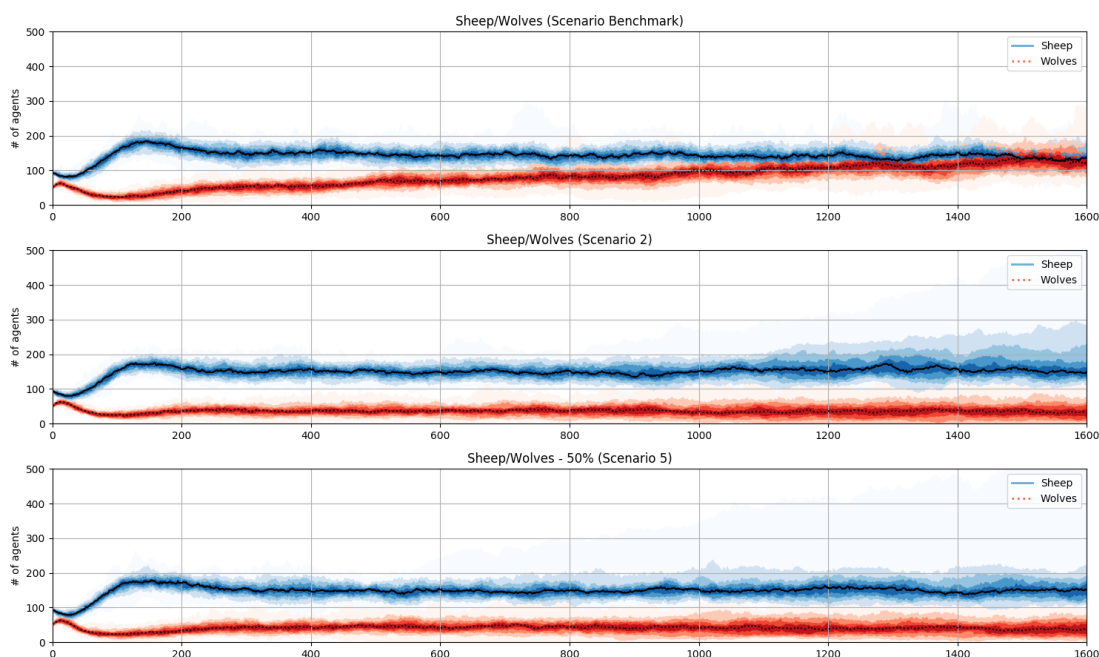 Sheep/Wolves (Scenario Benchmark)
500
400
300
200
100
0
# of agents
Sheep
Wolves
0 200 400 600 800 1000 1200 1400 1600
Sheep/Wolves (Scenario 2)
500
400
300
200
100
0
# of agents
Sheep
Wolves
0 200 400 600 800 1000 1200 1400 1600
Sheep/Wolves - 50% (Scenario 5)
500
400
300
200
100
0
# of agents
Sheep
Wolves
0 200 400 600 800 1000 1200 1400 1600